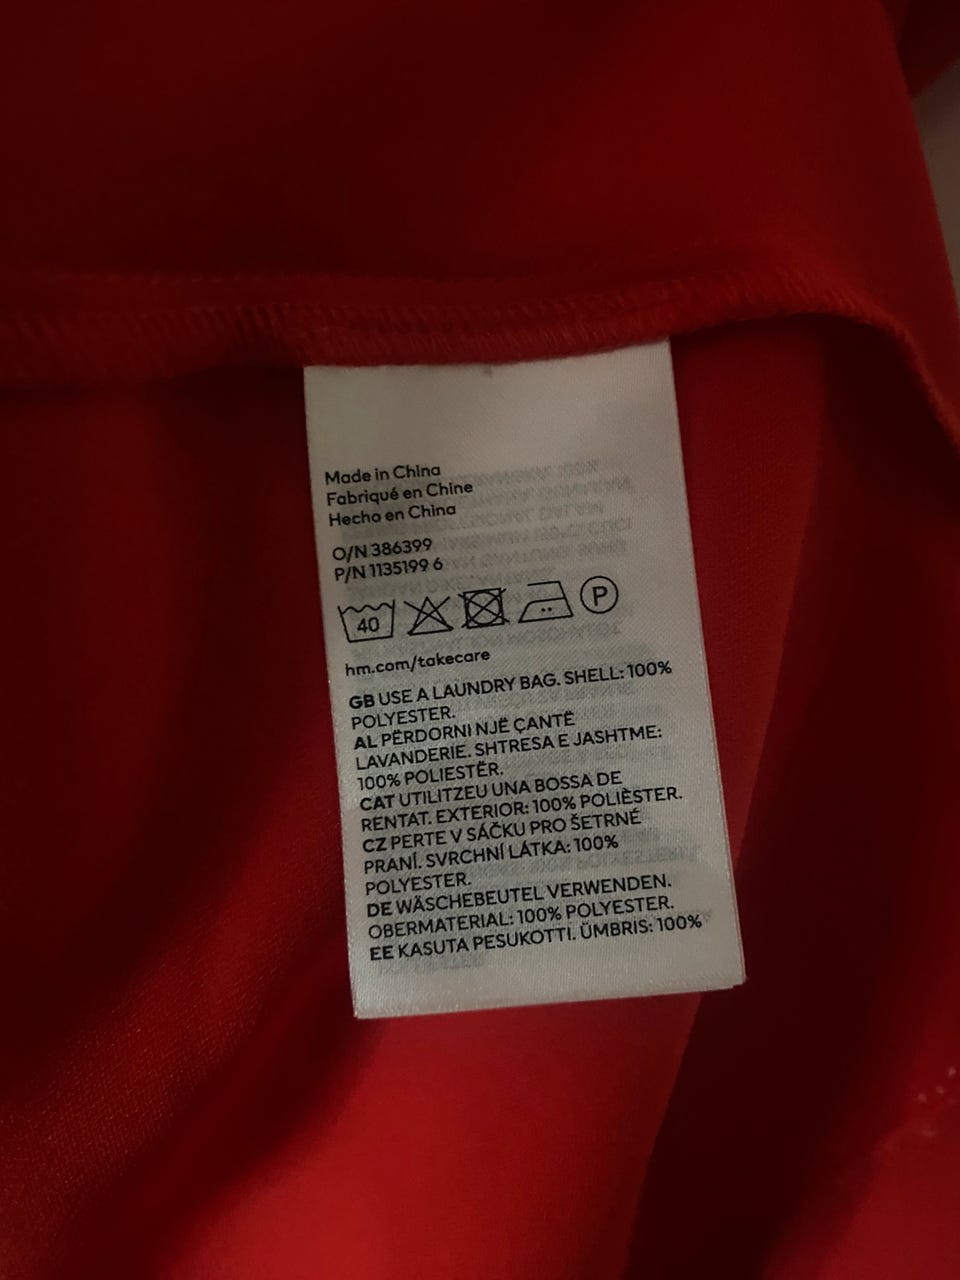 Made in China
Fabriqué en Chine
Hecho en China
O/N 386399
P/N 1135199 6
40
P
hm.com/takecare
GB USE A LAUNDRY BAG. SHELL: 100%
POLYESTER.
AL PËRDORNI NJË ÇANTË
LAVANDERIE. SHTRESA E JASHTME:
100% POLIESTËR.
CAT UTILITZEU UNA BOSSA DE
RENTAT. EXTERIOR: 100% POLIÈSTER.
CZ PERTE V SÁČKU PRO ŠETRNÉ
PRANÍ. SVRCHNÍ LÁTKA: 100%
POLYESTER.
DE WÄSCHEBEUTEL VERWENDEN.
OBERMATERIAL: 100% POLYESTER.
EE KASUTA PESUKOTTI. ÜMBRIS: 100%